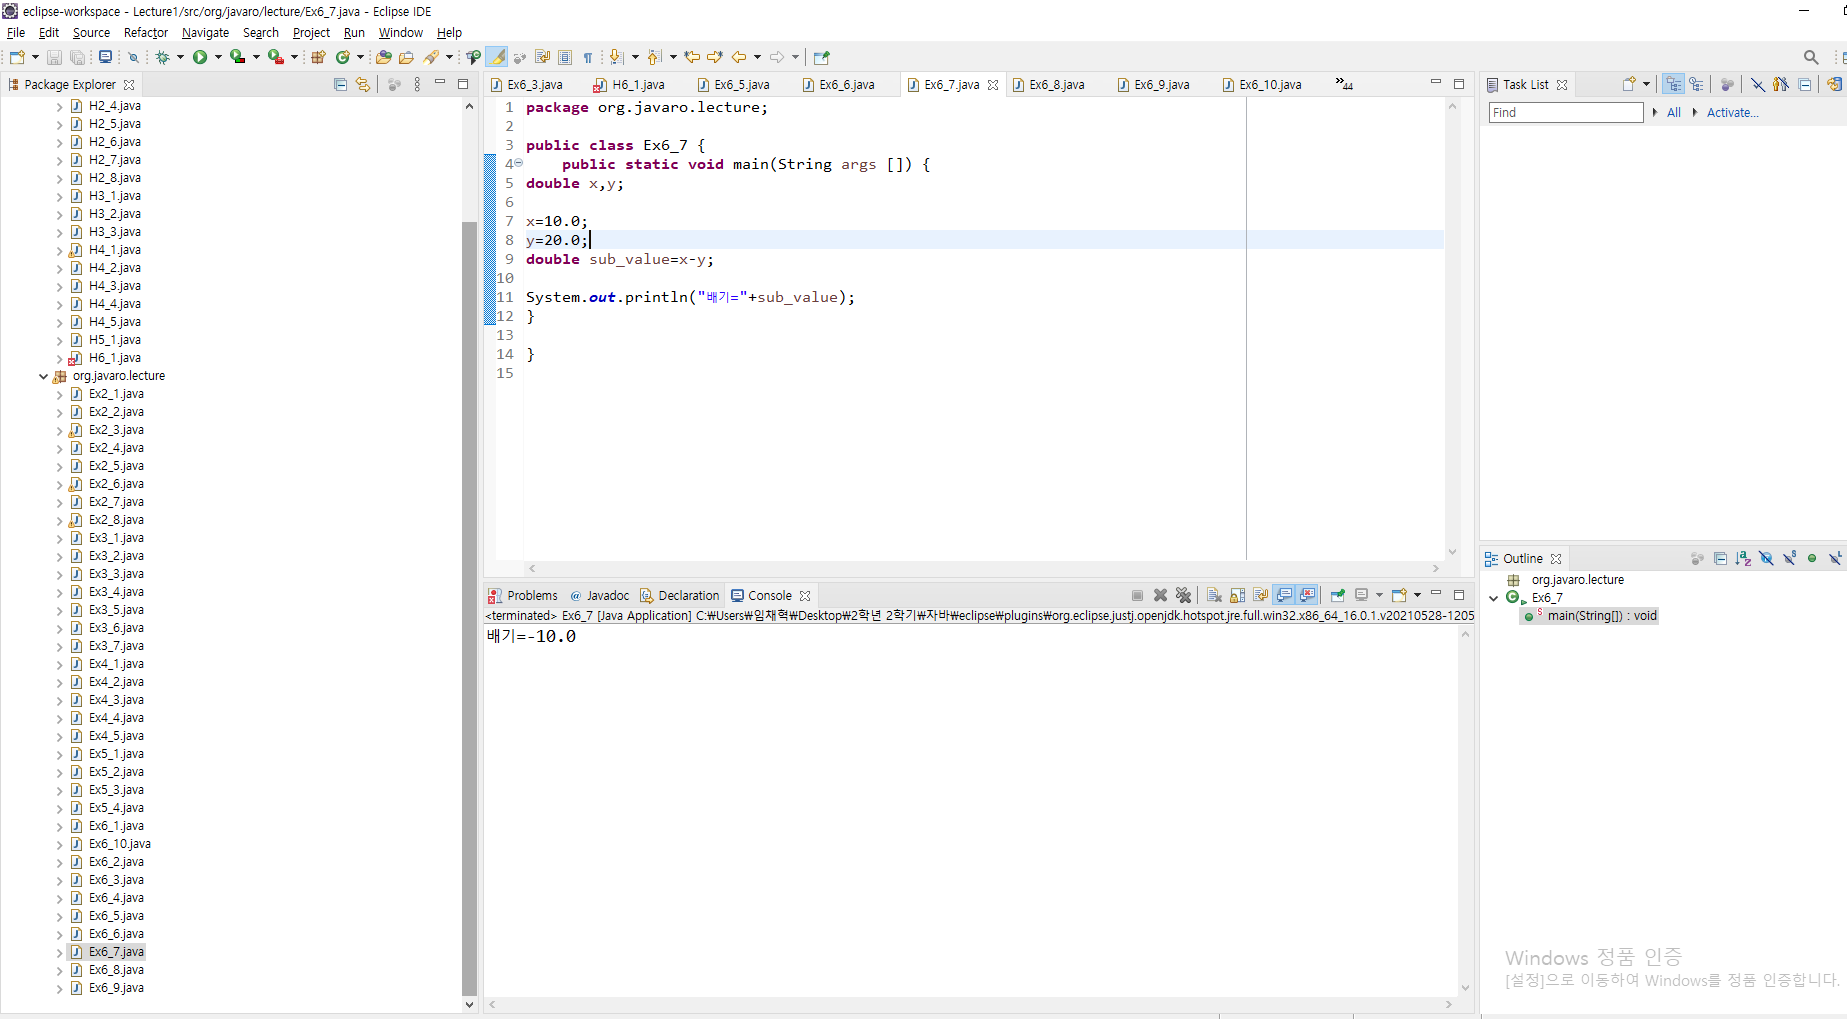 eclipse-workspace - Lecture1/src/org/javaro/lecture/Ex6_7.java - Eclipse IDE
File Edit Source Refactor Navigate Search Project Run Window Help
Package Explorer
H2_4.java
H2_5.java
H2_6.java
H2_7.java
H2_8.java
H3_1.java
H3_2.java
H3_3.java
H4_1.java
H4_2.java
H4_3.java
H4_4.java
H4_5.java
H5_1.java
H6_1.java
org.javaro.lecture
Ex2_1.java
Ex2_2.java
Ex2_3.java
Ex2_4.java
Ex2_5.java
Ex2_6.java
Ex2_7.java
Ex2_8.java
Ex3_1.java
Ex3_2.java
Ex3_3.java
Ex3_4.java
Ex3_5.java
Ex3_6.java
Ex3_7.java
Ex4_1.java
Ex4_2.java
Ex4_3.java
Ex4_4.java
Ex4_5.java
Ex5_1.java
Ex5_2.java
Ex5_3.java
Ex5_4.java
Ex6_1.java
Ex6_10.java
Ex6_2.java
Ex6_3.java
Ex6_4.java
Ex6_5.java
Ex6_6.java
Ex6_7.java
Ex6_8.java
Ex6_9.java
Ex6_3.java H6_1.java Ex6_5.java Ex6_6.java Ex6_7.java Ex6_8.java Ex6_9.java Ex6_10.java »44
1 package org.javaro.lecture;
2
3 public class Ex6_7 {
4 public static void main(String args []) {
5 double x,y;
6
7 x=10.0;
8 y=20.0;
9 double sub_value=x-y;
10
11 System.out.println("배기="+sub_value);
12 }
13
14 }
15
Problems @ Javadoc Declaration Console
<terminated> Ex6_7 [Java Application] C:₩Users₩임채혁₩Desktop₩2학년 2학기₩자바₩eclipse₩plugins₩org.eclipse.justj.openjdk.hotspot.jre.full.win32.x86_64_16.0.1.v20210528-1205
배기=-10.0
Task List
Find All Activate...
Outline
org.javaro.lecture
Ex6_7
main(String[]) : void
Windows 정품 인증
[설정]으로 이동하여 Windows를 정품 인증합니다.